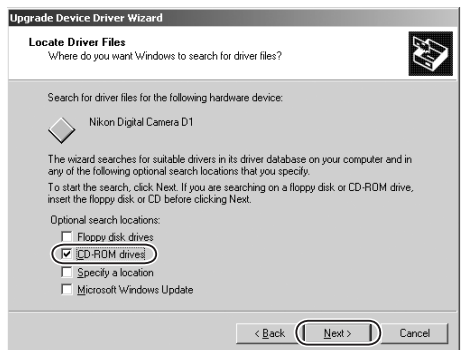 Upgrade Device Driver Wizard
Locate Driver Files
Where do you want Windows to search for driver files?
Search for driver files for the following hardware device:
Nikon Digital Camera D1
The wizard searches for suitable drivers in its driver database on your computer and in
any of the following optional search locations that you specify.
To start the search, click Next. If you are searching on a floppy disk or CD-ROM drive,
insert the floppy disk or CD before clicking Next.
Optional search locations:
Floppy disk drives
CD-ROM drives
Specify a location
Microsoft Windows Update
< Back
Next >
Cancel